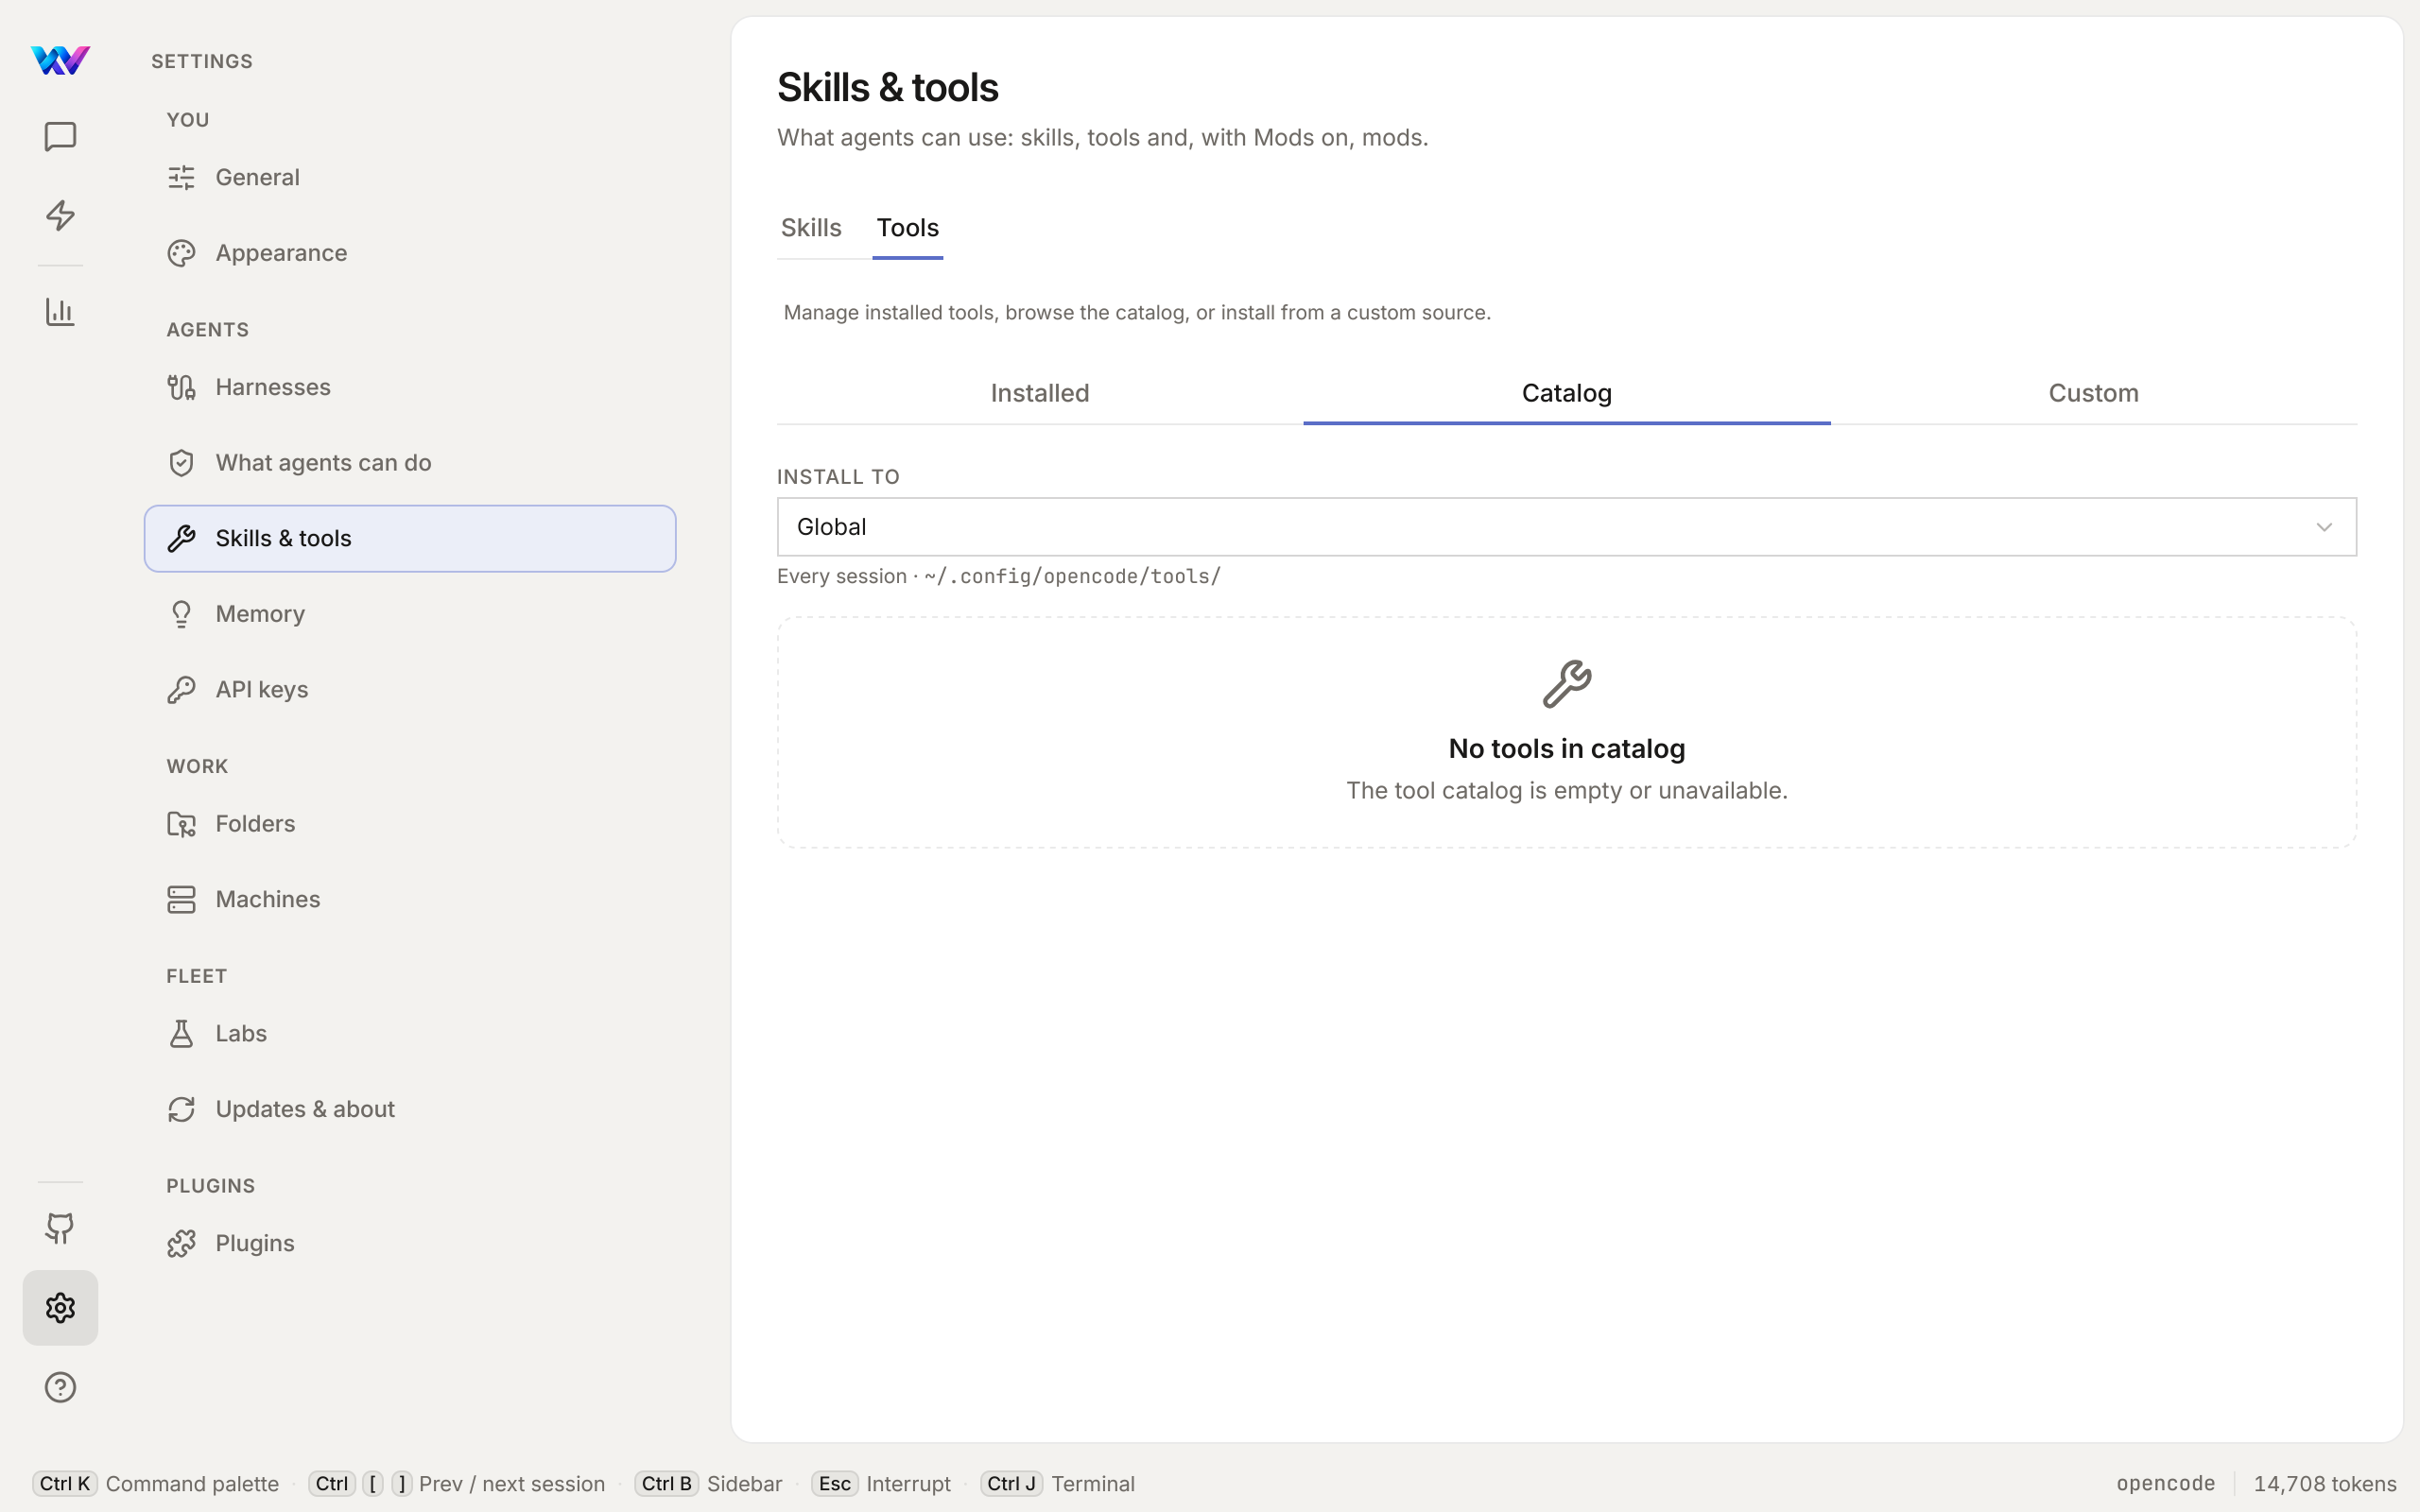 SETTINGS
YOU
General
Appearance
AGENTS
Harnesses
What agents can do
Skills & tools
Memory
API keys
WORK
Folders
Machines
FLEET
Labs
Updates & about
PLUGINS
Plugins
Skills & tools
What agents can use: skills, tools and, with Mods on, mods.
Skills Tools
Manage installed tools, browse the catalog, or install from a custom source.
Installed Catalog Custom
INSTALL TO
Global
Every session · ~/.config/opencode/tools/
No tools in catalog
The tool catalog is empty or unavailable.
Ctrl K Command palette · Ctrl [ ] Prev / next session · Ctrl B Sidebar · Esc Interrupt · Ctrl J Terminal opencode 14,708 tokens